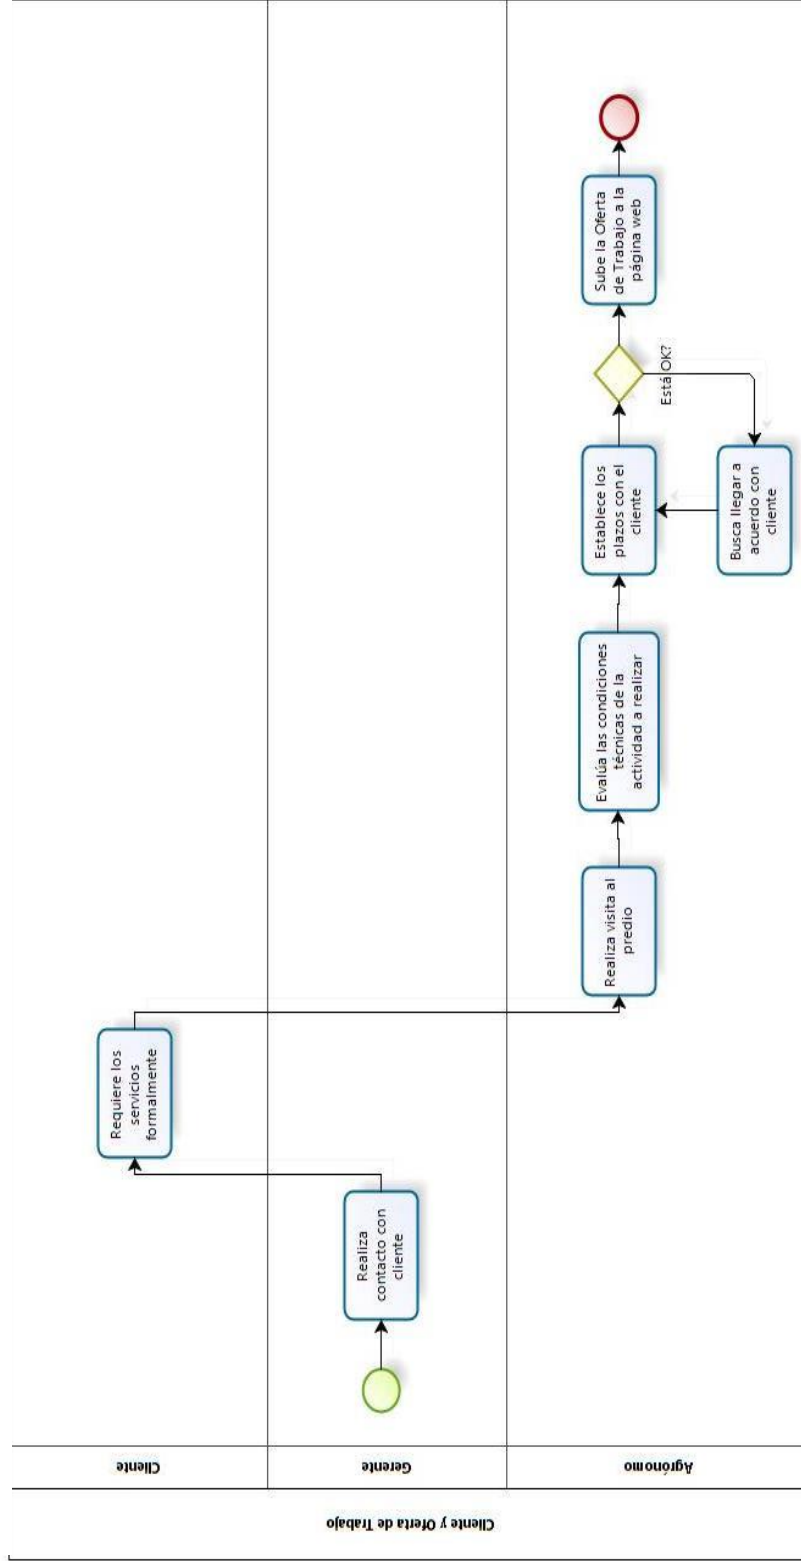 Cliente y Oferta de Trabajo
Cliente
Gerente
Agrónomo
Realiza
contacto con
cliente
Requiere los
servicios
formalmente
Realiza visita al
predio
Evalúa las condiciones
técnicas de la
actividad a realizar
Establece los
plazos con el
cliente
Está OK?
Busca llegar a
acuerdo con
cliente
Sube la Oferta
de Trabajo a la
página web